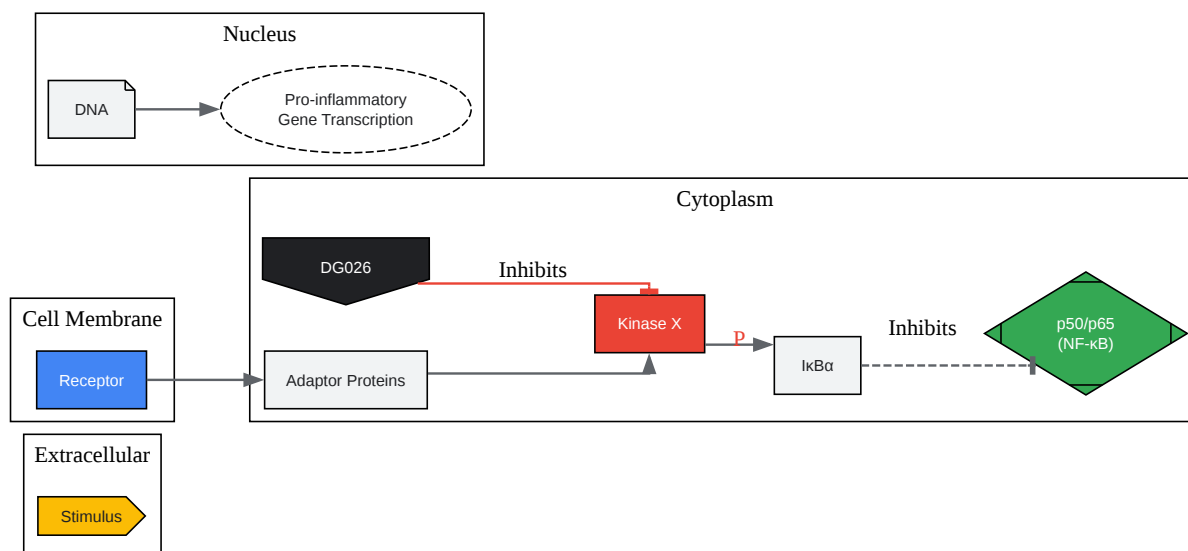 Nucleus
DNA
Pro-inflammatory
Gene Transcription
Cytoplasm
DG026
Inhibits
Kinase X
P
IκBα
Inhibits
p50/p65
(NF-κB)
Cell Membrane
Receptor
Adaptor Proteins
Extracellular
Stimulus